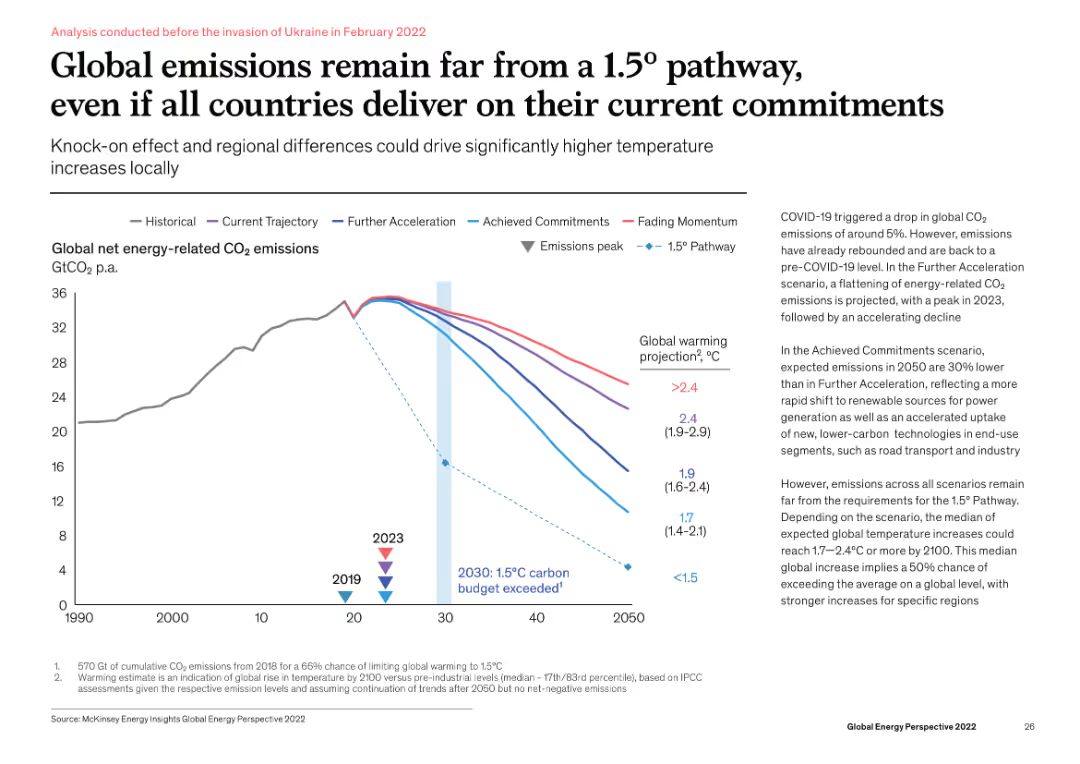 Analysis conducted before the invasion of Ukraine in February 2022
Global emissions remain far from a 1.5º pathway,
even if all countries deliver on their current commitments
Knock-on effect and regional differences could drive significantly higher temperature
increases locally
Historical Current Trajectory Further Acceleration Achieved Commitments Fading Momentum
Emissions peak 1.5º Pathway
Global net energy-related CO₂ emissions
GtCO₂ p.a.
36
32
28
24
20
16
12
8
4
0
1990 2000 10 20 30 40 2050
2019
2023
2030: 1.5ºC carbon
budget exceeded¹
Global warming
projection², ºC
>2.4
2.4
(1.9–2.9)
1.9
(1.6–2.4)
1.7
(1.4–2.1)
<1.5
COVID-19 triggered a drop in global CO₂
emissions of around 5%. However, emissions
have already rebounded and are back to a
pre-COVID-19 level. In the Further Acceleration
scenario, a flattening of energy-related CO₂
emissions is projected, with a peak in 2023,
followed by an accelerating decline
In the Achieved Commitments scenario,
expected emissions in 2050 are 30% lower
than in Further Acceleration, reflecting a more
rapid shift to renewable sources for power
generation as well as an accelerated uptake
of new, lower-carbon technologies in end-use
segments, such as road transport and industry
However, emissions across all scenarios remain
far from the requirements for the 1.5º Pathway.
Depending on the scenario, the median of
expected global temperature increases could
reach 1.7—2.4ºC or more by 2100. This median
global increase implies a 50% chance of
exceeding the average on a global level, with
stronger increases for specific regions
1. 570 Gt of cumulative CO₂ emissions from 2018 for a 66% chance of limiting global warming to 1.5ºC
2. Warming estimate is an indication of global rise in temperature by 2100 versus pre-industrial levels (median - 17th/83rd percentile), based on IPCC
assessments given the respective emission levels and assuming continuation of trends after 2050 but no net-negative emissions
Source: McKinsey Energy Insights Global Energy Perspective 2022
Global Energy Perspective 2022 26